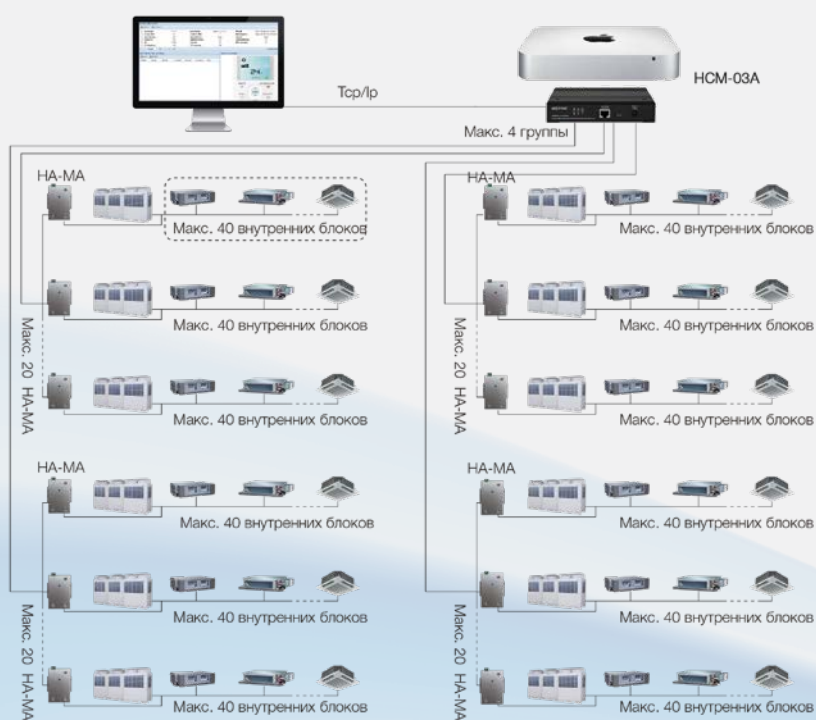 Tcp/Ip
HCM-03A
Макс. 4 группы
HA-MA
Макс. 40 внутренних блоков
Макс. 40 внутренних блоков
Макс. 40 внутренних блоков
Макс. 20 HA-MA
HA-MA
Макс. 40 внутренних блоков
Макс. 40 внутренних блоков
Макс. 40 внутренних блоков
Макс. 20 HA-MA
HA-MA
Макс. 40 внутренних блоков
Макс. 40 внутренних блоков
Макс. 40 внутренних блоков
Макс. 20 HA-MA
HA-MA
Макс. 40 внутренних блоков
Макс. 40 внутренних блоков
Макс. 40 внутренних блоков
Макс. 20 HA-MA